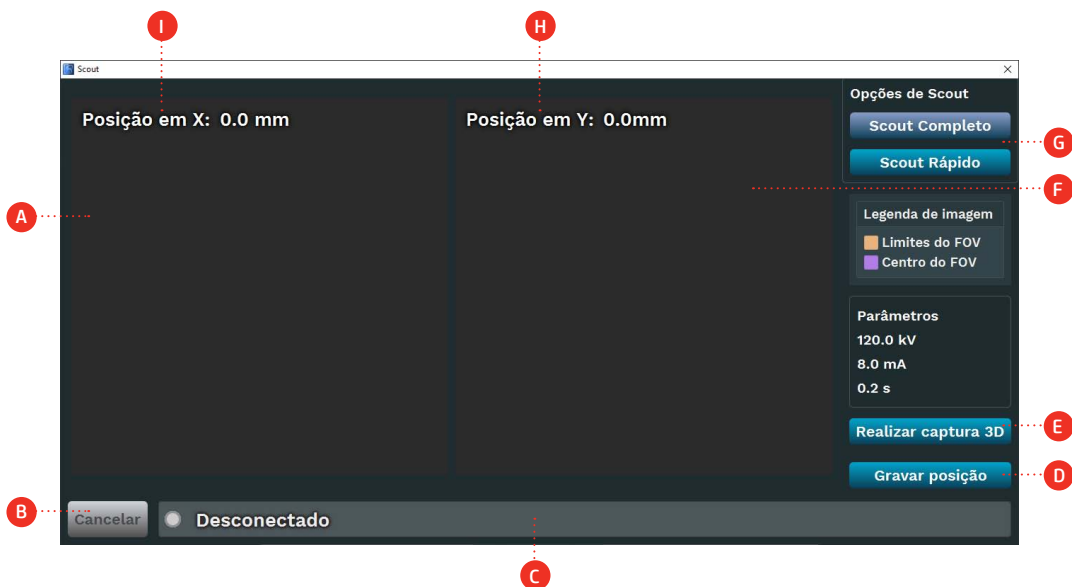 I
H
Scout
Posição em X: 0.0 mm
Posição em Y: 0.0mm
Opções de Scout
Scout Completo
G
Scout Rápido
F
A
Legenda de imagem
Limites do FOV
Centro do FOV
Parâmetros
120.0 kV
8.0 mA
0.2 s
Realizar captura 3D
E
Gravar posição
D
B
Cancelar
Desconectado
C